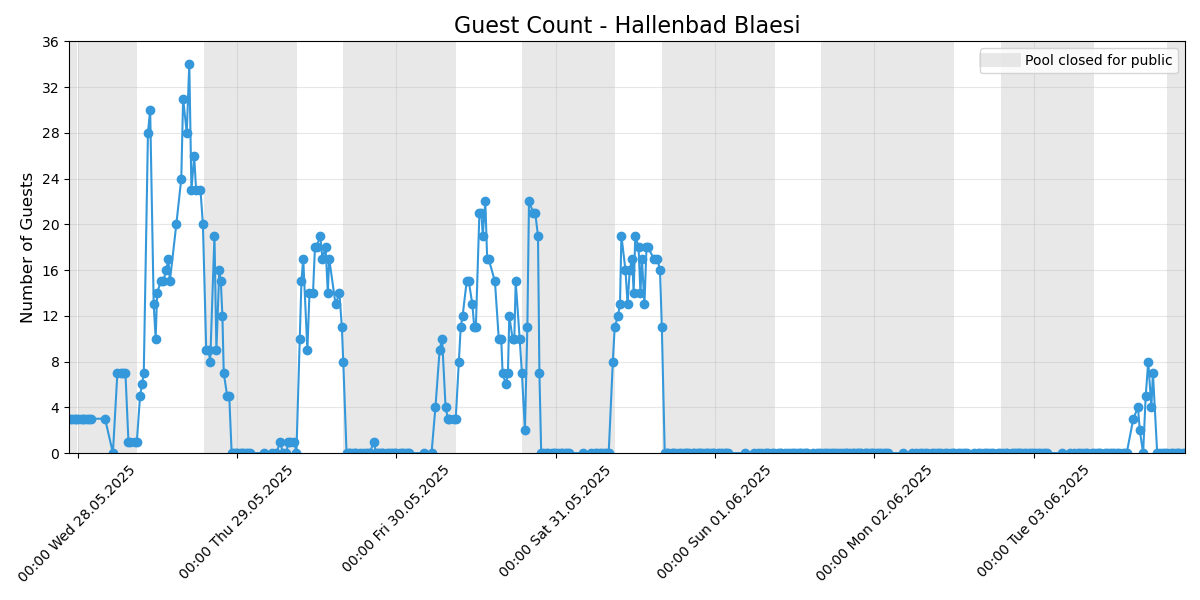 Guest Count - Hallenbad Blaesi
Pool closed for public
Number of Guests
36
32
28
24
20
16
12
8
4
0
00:00 Wed 28.05.2025
00:00 Thu 29.05.2025
00:00 Fri 30.05.2025
00:00 Sat 31.05.2025
00:00 Sun 01.06.2025
00:00 Mon 02.06.2025
00:00 Tue 03.06.2025